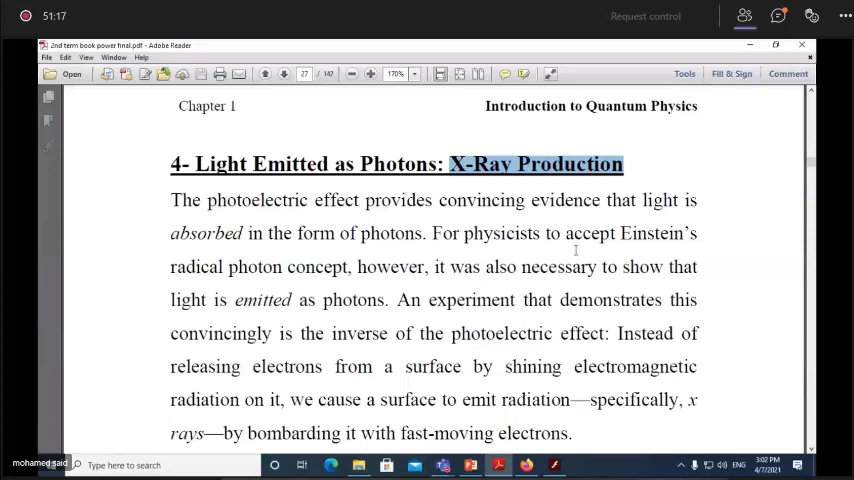 51:17
Request control
2nd term book power final.pdf - Adobe Reader
File Edit View Window Help
Open 27 / 142 170% Tools Fill & Sign Comment
Chapter 1 Introduction to Quantum Physics
4- Light Emitted as Photons: X-Ray Production
The photoelectric effect provides convincing evidence that light is
absorbed in the form of photons. For physicists to accept Einstein’s
radical photon concept, however, it was also necessary to show that
light is emitted as photons. An experiment that demonstrates this
convincingly is the inverse of the photoelectric effect: Instead of
releasing electrons from a surface by shining electromagnetic
radiation on it, we cause a surface to emit radiation—specifically, x
rays—by bombarding it with fast-moving electrons.
mohamed said
Type here to search
ENG
3:02 PM
4/7/2021